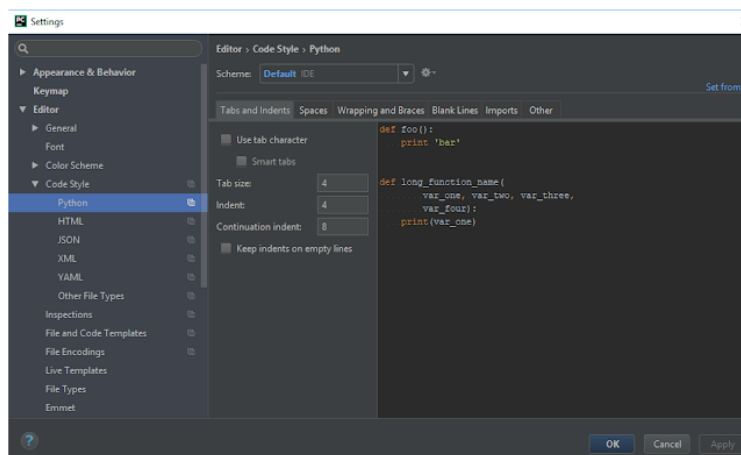 PC
Settings
Editor › Code Style › Python
Appearance & Behavior
Scheme: Default IDE
Keymap
Set from
Editor
General
Tabs and Indents Spaces Wrapping and Braces Blank Lines Imports Other
Font
Color Scheme
Code Style
Python
HTML
JSON
XML
YAML
Other File Types
Inspections
File and Code Templates
File Encodings
Live Templates
File Types
Emmet
Use tab character
Smart tabs
Tab size: 4
Indent: 4
Continuation indent: 8
Keep indents on empty lines
def foo():
print 'bar'
def long_function_name(
var_one, var_two, var_three,
var_four):
print(var_one)
?
OK Cancel Apply